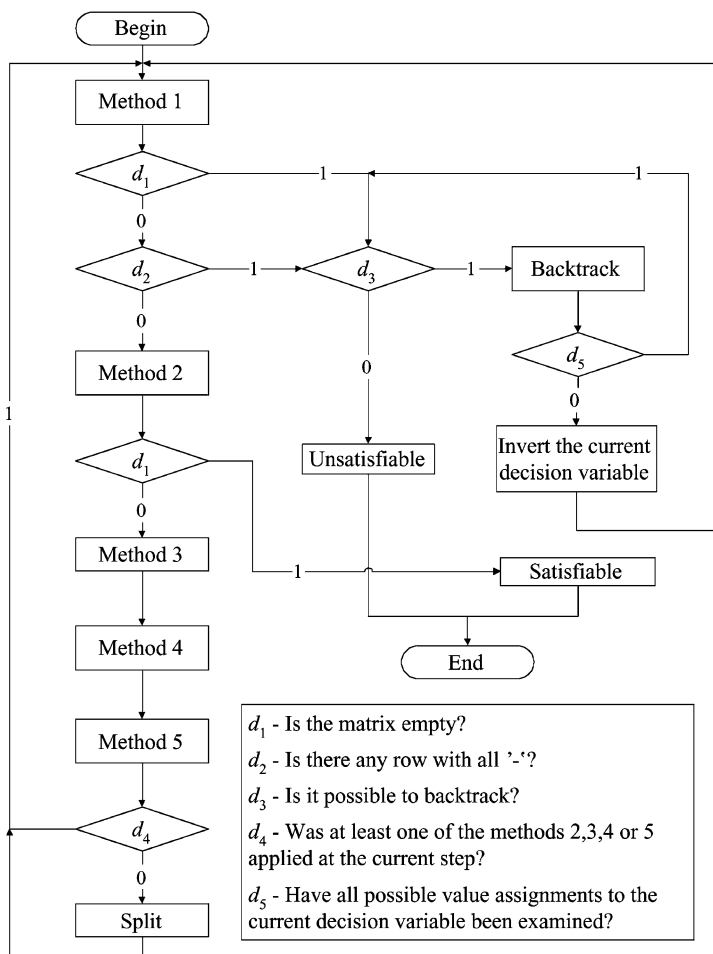 Begin
Method 1
d1
1
1
0
d2
1
d3
1
Backtrack
0
0
d5
Method 2
0
1
Invert the current
decision variable
Unsatisfiable
d1
0
Method 3
1
Satisfiable
Method 4
End
Method 5
d4
0
Split
d1 - Is the matrix empty?
d2 - Is there any row with all ’-‛?
d3 - Is it possible to backtrack?
d4 - Was at least one of the methods 2,3,4 or 5
applied at the current step?
d5 - Have all possible value assignments to the
current decision variable been examined?